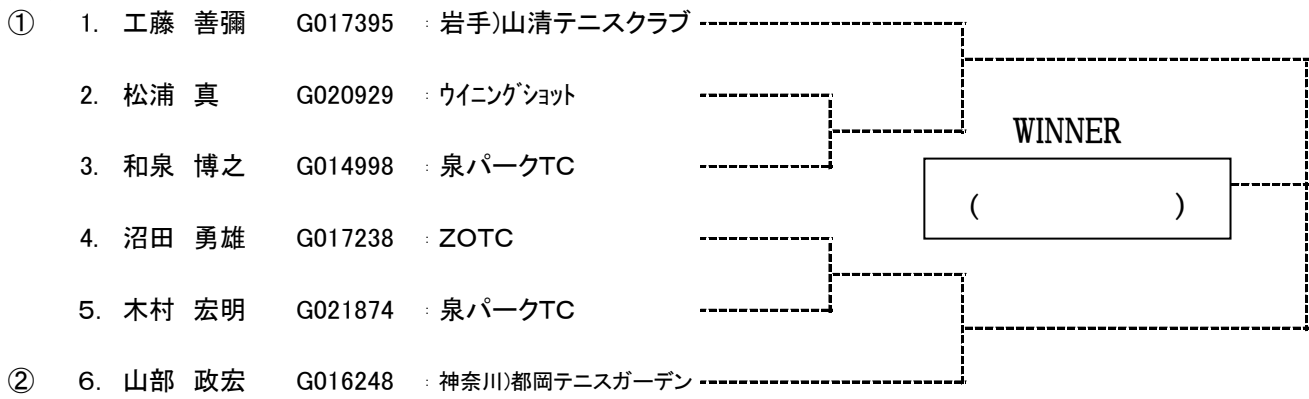 ① 1. 工藤 善彌 G017395 : 岩手)山清テニスクラブ
2. 松浦 真 G020929 : ウイニングショット
3. 和泉 博之 G014998 : 泉パークTC
WINNER
( )
4. 沼田 勇雄 G017238 : ZOTC
5. 木村 宏明 G021874 : 泉パークTC
② 6. 山部 政宏 G016248 : 神奈川)都岡テニスガーデン